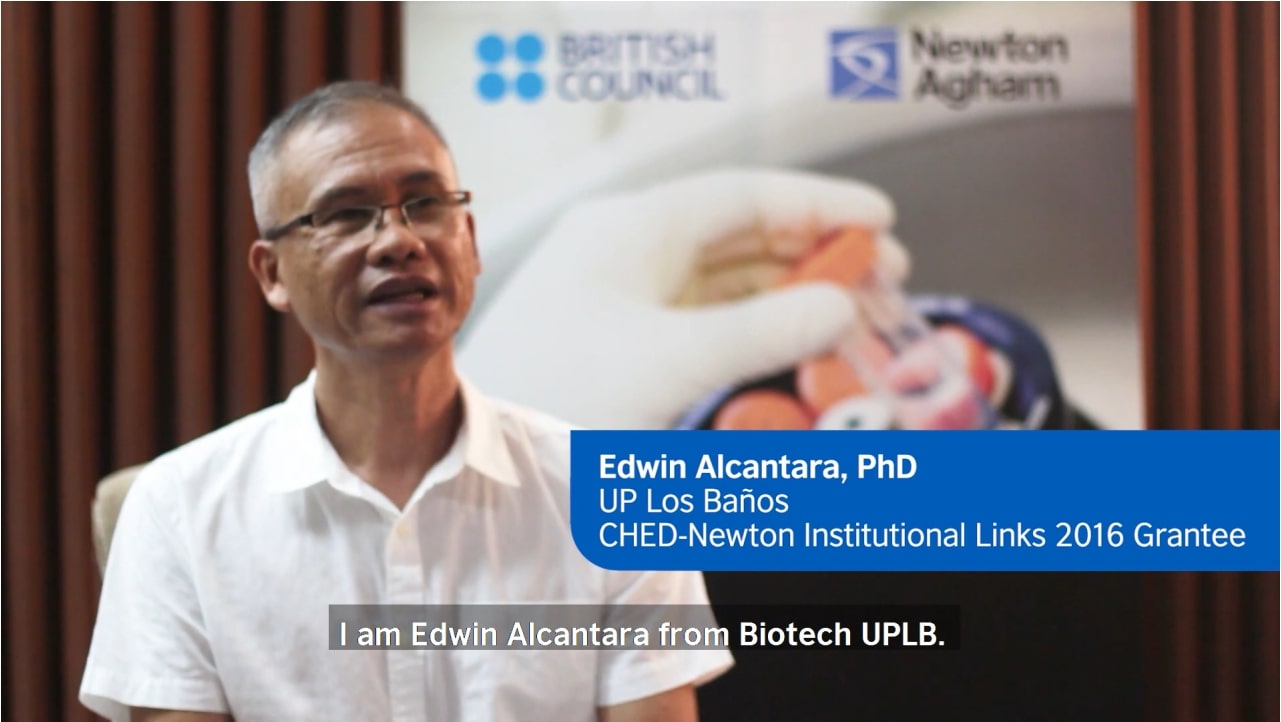 BRITISH
COUNCIL
Newton
Agham
Edwin Alcantara, PhD
UP Los Baños
CHED-Newton Institutional Links 2016 Grantee
I am Edwin Alcantara from Biotech UPLB.